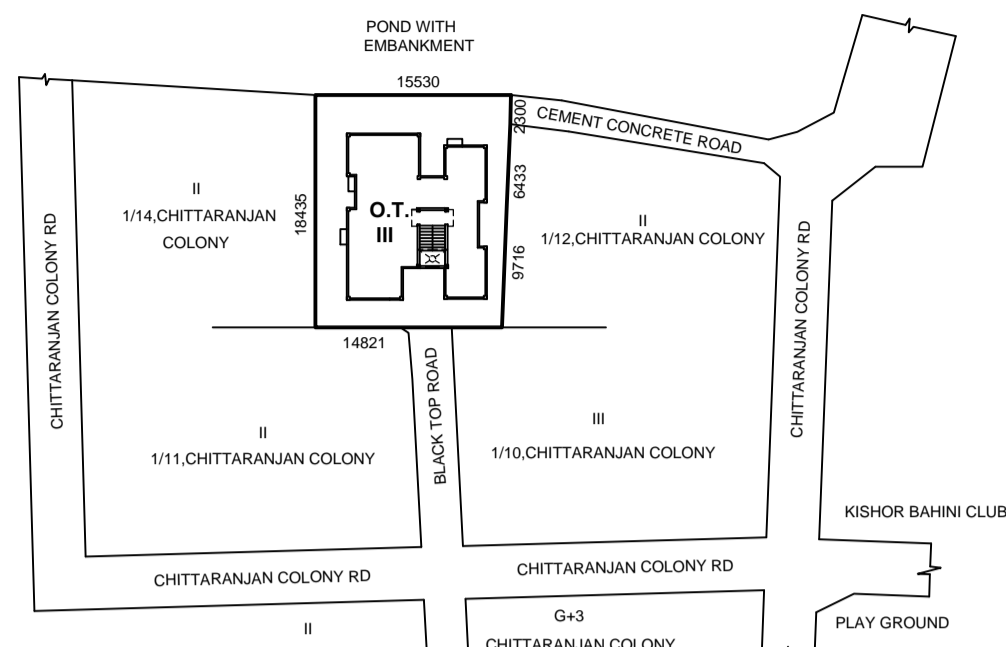 POND WITH
EMBANKMENT
15530
2300
CEMENT CONCRETE ROAD
6433
9716
18435
O.T.
III
II
1/14,CHITTARANJAN
COLONY
II
1/12,CHITTARANJAN COLONY
CHITTARANJAN COLONY RD
CHITTARANJAN COLONY RD
14821
BLACK TOP ROAD
II
1/11,CHITTARANJAN COLONY
III
1/10,CHITTARANJAN COLONY
KISHOR BAHINI CLUB
CHITTARANJAN COLONY RD
CHITTARANJAN COLONY RD
II
G+3
CHITTARANJAN COLONY
PLAY GROUND